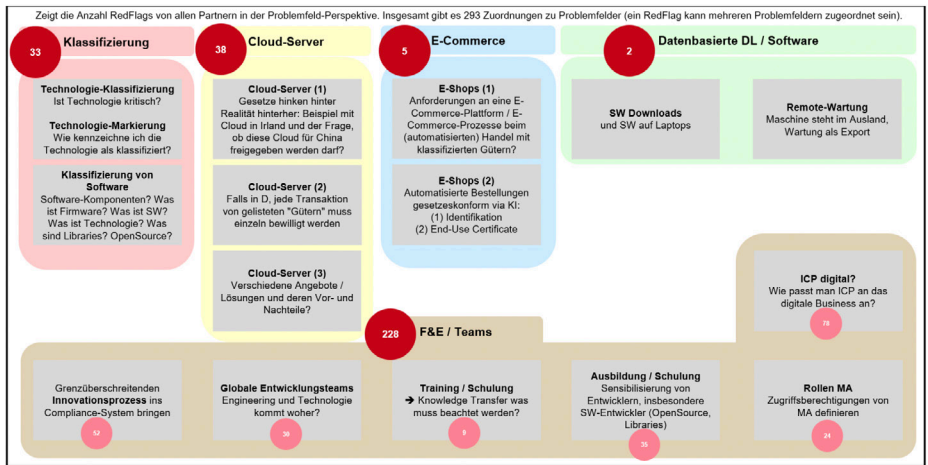 Zeigt die Anzahl RedFlags von allen Partnern in der Problemfeld-Perspektive. Insgesamt gibt es 293 Zuordnungen zu Problemfelder (ein RedFlag kann mehreren Problemfeldern zugeordnet sein).
33
Klassifizierung
Technologie-Klassifizierung
Ist Technologie kritisch?
Technologie-Markierung
Wie kennzeichne ich die
Technologie als klassifiziert?
Klassifizierung von
Software
Software-Komponenten? Was
ist Firmware? Was ist SW?
Was ist Technologie? Was
sind Libraries? OpenSource?
38
Cloud-Server
Cloud-Server (1)
Gesetze hinken hinter
Realität hinterher: Beispiel mit
Cloud in Irland und der Frage,
ob diese Cloud für China
freigegeben werden darf?
Cloud-Server (2)
Falls in D, jede Transaktion
von gelisteten "Gütern" muss
einzeln bewilligt werden
Cloud-Server (3)
Verschiedene Angebote /
Lösungen und deren Vor- und
Nachteile?
5
E-Commerce
E-Shops (1)
Anforderungen an eine E-
Commerce-Plattform / E-
Commerce-Prozesse beim
(automatisierten) Handel mit
klassifizierten Gütern?
E-Shops (2)
Automatisierte Bestellungen
gesetzeskonform via KI:
(1) Identifikation
(2) End-Use Certificate
2
Datenbasierte DL / Software
SW Downloads
und SW auf Laptops
Remote-Wartung
Maschine steht im Ausland,
Wartung als Export
228
F&E / Teams
ICP digital?
Wie passt man ICP an das
digitale Business an?
78
Grenzüberschreitenden
Innovationsprozess ins
Compliance-System bringen
52
Globale Entwicklungsteams
Engineering und Technologie
kommt woher?
Training / Schulung
➔ Knowledge Transfer was
muss beachtet werden?
9
Ausbildung / Schulung
Sensibilisierung von
Entwicklern, insbesondere
SW-Entwickler (OpenSource,
Libraries)
35
Rollen MA
Zugriffsberechtigungen von
MA definieren
24